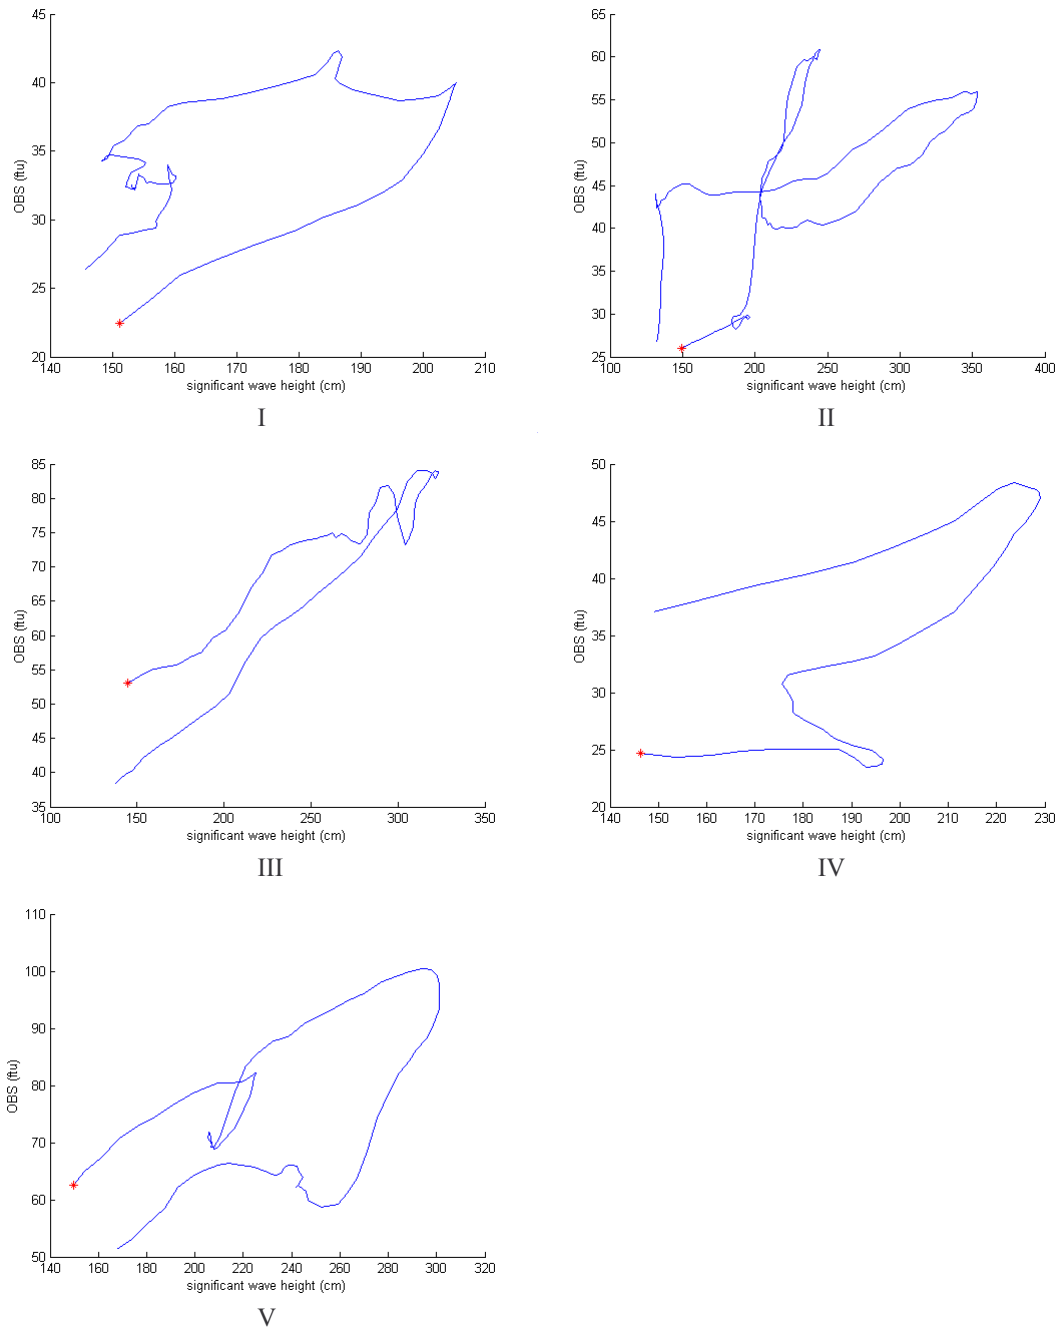 45
40
35
30
25
20
OBS (ftu)
140 150 160 170 180 190 200 210
significant wave height (cm)
I
65
60
55
50
45
40
35
30
25
OBS (ftu)
100 150 200 250 300 350 400
significant wave height (cm)
II
85
80
75
70
65
60
55
50
45
40
35
OBS (ftu)
100 150 200 250 300 350
significant wave height (cm)
III
50
45
40
35
30
25
20
OBS (ftu)
140 150 160 170 180 190 200 210 220 230
significant wave height (cm)
IV
110
100
90
80
70
60
50
OBS (ftu)
140 160 180 200 220 240 260 280 300 320
significant wave height (cm)
V